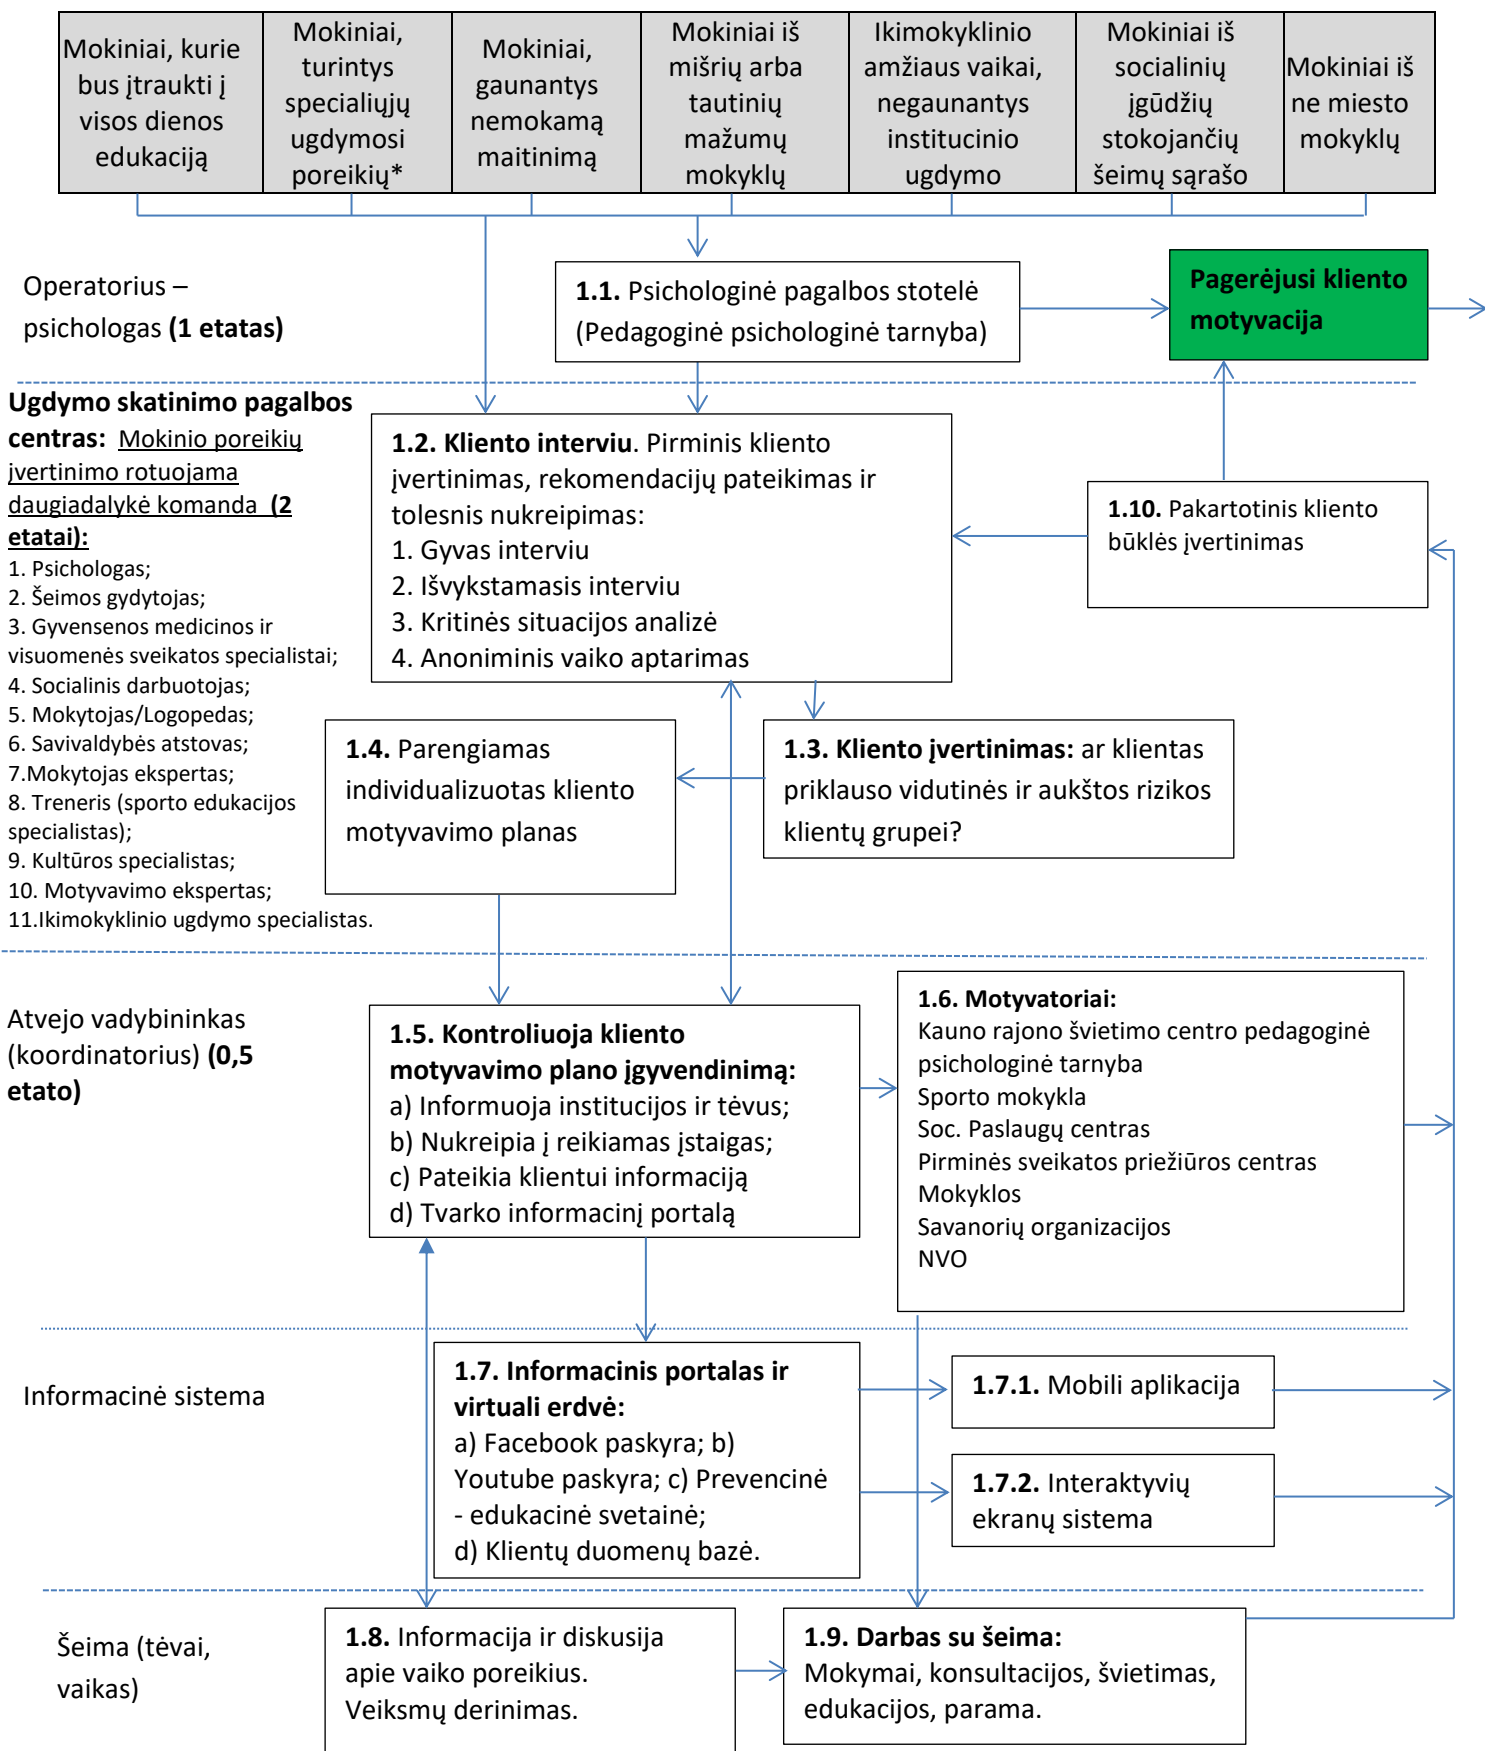 Mokiniai, kurie
bus įtraukti į
visos dienos
edukaciją
Mokiniai,
turintys
specialiųjų
ugdymosi
poreikių*
Mokiniai,
gaunantys
nemokamą
maitinimą
Mokiniai iš
mišrių arba
tautinių
mažumų
mokyklų
Ikimokyklinio
amžiaus vaikai,
negaunantys
institucinio
ugdymo
Mokiniai iš
socialinių
įgūdžių
stokojančių
šeimų sąrašo
Mokiniai iš
ne miesto
mokyklų
Operatorius –
psichologas (1 etatas)
1.1. Psichologinė pagalbos stotelė
(Pedagoginė psichologinė tarnyba)
Pagerėjusi kliento
motyvacija
Ugdymo skatinimo pagalbos
centras: Mokinio poreikių
įvertinimo rotuojama
daugiadalykė komanda (2
etatai):
1. Psichologas;
2. Šeimos gydytojas;
3. Gyvensenos medicinos ir
visuomenės sveikatos specialistai;
4. Socialinis darbuotojas;
5. Mokytojas/Logopedas;
6. Savivaldybės atstovas;
7.Mokytojas ekspertas;
8. Treneris (sporto edukacijos
specialistas);
9. Kultūros specialistas;
10. Motyvavimo ekspertas;
11.Ikimokyklinio ugdymo specialistas.
1.2. Kliento interviu. Pirminis kliento
įvertinimas, rekomendacijų pateikimas ir
tolesnis nukreipimas:
1. Gyvas interviu
2. Išvykstamasis interviu
3. Kritinės situacijos analizė
4. Anoniminis vaiko aptarimas
1.10. Pakartotinis kliento
būklės įvertinimas
1.4. Parengiamas
individualizuotas kliento
motyvavimo planas
1.3. Kliento įvertinimas: ar klientas
priklauso vidutinės ir aukštos rizikos
klientų grupei?
Atvejo vadybininkas
(koordinatorius) (0,5
etato)
1.5. Kontroliuoja kliento
motyvavimo plano įgyvendinimą:
a) Informuoja institucijos ir tėvus;
b) Nukreipia į reikiamas įstaigas;
c) Pateikia klientui informaciją
d) Tvarko informacinį portalą
1.6. Motyvatoriai:
Kauno rajono švietimo centro pedagoginė
psichologinė tarnyba
Sporto mokykla
Soc. Paslaugų centras
Pirminės sveikatos priežiūros centras
Mokyklos
Savanorių organizacijos
NVO
Informacinė sistema
1.7. Informacinis portalas ir
virtuali erdvė:
a) Facebook paskyra; b)
Youtube paskyra; c) Prevencinė
- edukacinė svetainė;
d) Klientų duomenų bazė.
1.7.1. Mobili aplikacija
1.7.2. Interaktyvių
ekranų sistema
Šeima (tėvai,
vaikas)
1.8. Informacija ir diskusija
apie vaiko poreikius.
Veiksmų derinimas.
1.9. Darbas su šeima:
Mokymai, konsultacijos, švietimas,
edukacijos, parama.